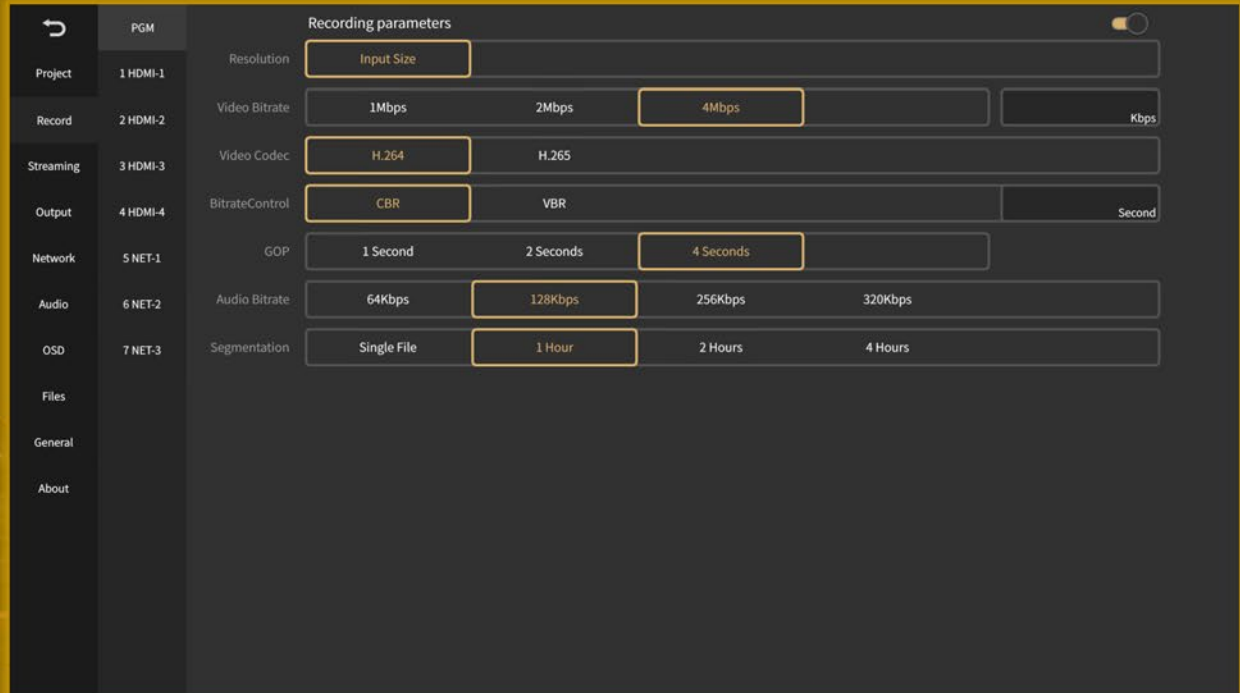 Recording parameters
Project
Record
Streaming
Output
Network
Audio
OSD
Files
General
About
PGM
1 HDMI-1
2 HDMI-2
3 HDMI-3
4 HDMI-4
5 NET-1
6 NET-2
7 NET-3
Resolution Input Size
Video Bitrate 1Mbps 2Mbps 4Mbps Kbps
Video Codec H.264 H.265
BitrateControl CBR VBR Second
GOP 1 Second 2 Seconds 4 Seconds
Audio Bitrate 64Kbps 128Kbps 256Kbps 320Kbps
Segmentation Single File 1 Hour 2 Hours 4 Hours